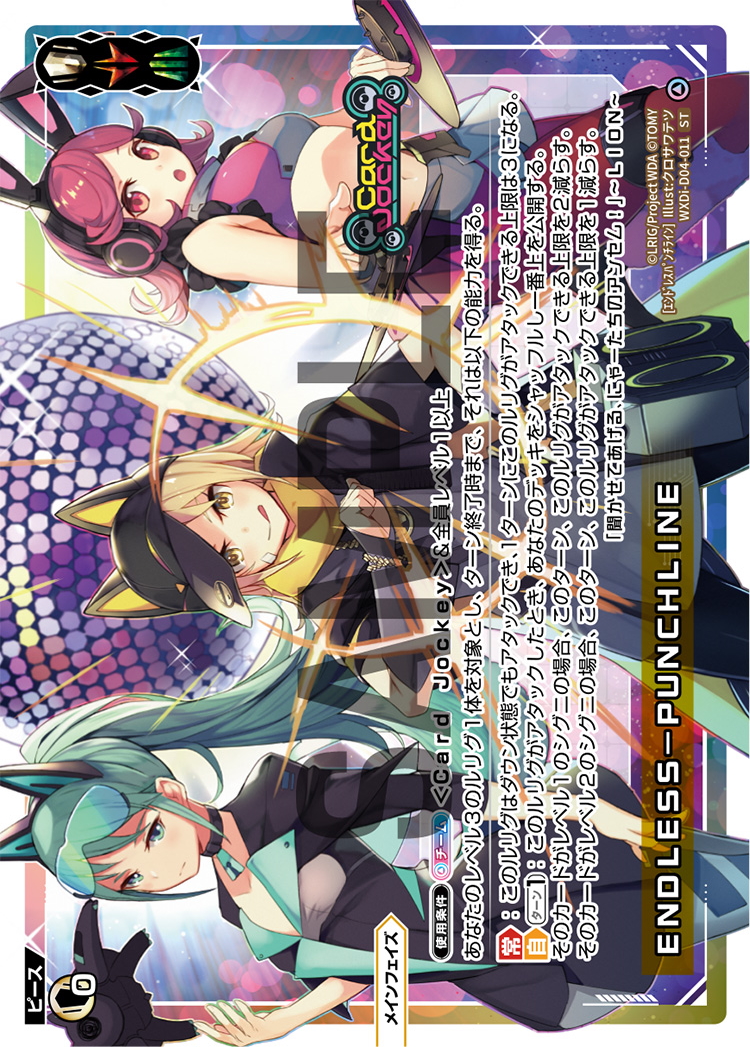 ピース
0
SAMPLE
Card
Jockey
メインフェイズ
使用条件 チーム <Card Jockey>&全員レベル1以上
あなたのレベル3のルリグ1体を対象とし、ターン終了時まで、それは以下の能力を得る。
常:このルリグはダウン状態でもアタックでき、1ターンにこのルリグがアタックできる上限は3になる。
自 ターン1:このルリグがアタックしたとき、あなたのデッキをシャッフルし一番上を公開する。
そのカードがレベル1のシグニの場合、このターン、このルリグがアタックできる上限を2減らす。
そのカードがレベル2のシグニの場合、このターン、このルリグがアタックできる上限を1減らす。
「聞かせてあげる、にゃーたちのアンセム!」~LION~
ENDLESS-PUNCHLINE
©LRIG/Project WDA ©TOMY
[エンドレスパンチライン] Illust:クロサワテツ
WXDi-D04-011 ST